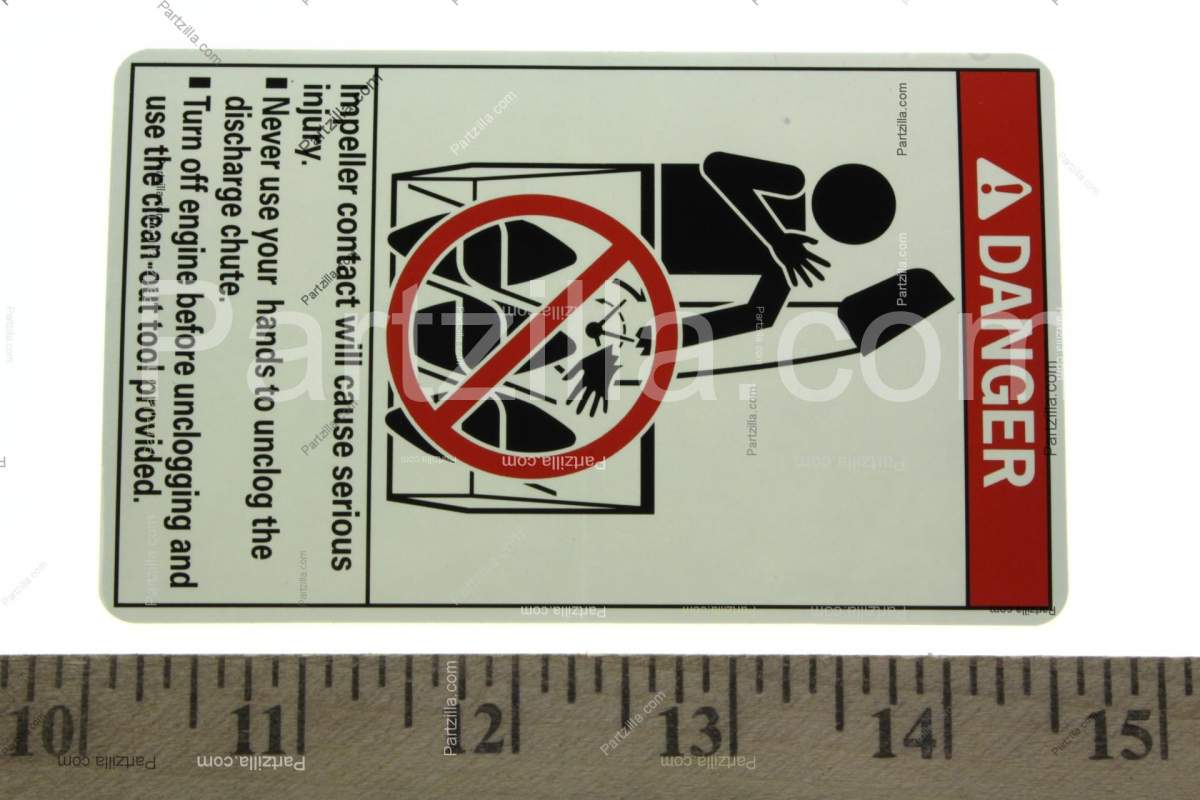 DANGER
Impeller contact will cause serious
injury.
■ Never use your hands to unclog the
discharge chute.
■ Turn off engine before unclogging and
use the clean-out tool provided.
Partzilla.com
10 11 12 13 14 15